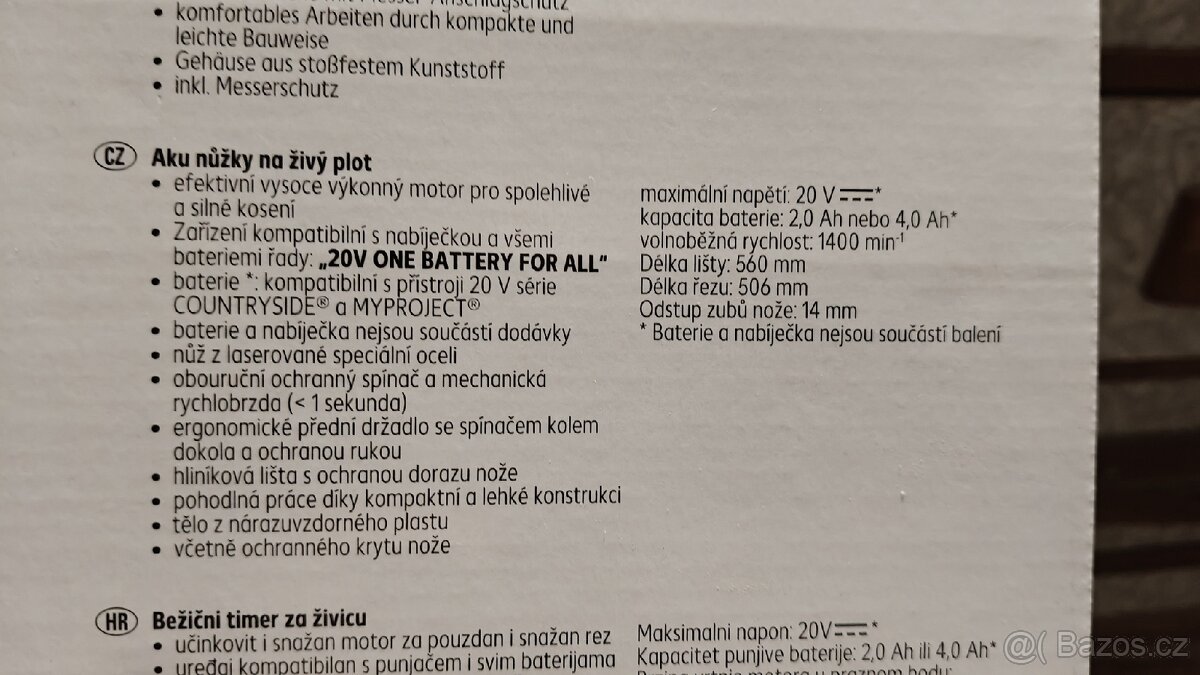 mit Messer-Anschlagschutz
• komfortables Arbeiten durch kompakte und
leichte Bauweise
• Gehäuse aus stoßfestem Kunststoff
• inkl. Messerschutz
CZ Aku nůžky na živý plot
• efektivní vysoce výkonný motor pro spolehlivé
a silné kosení
• Zařízení kompatibilní s nabíječkou a všemi
bateriemi řady: „20V ONE BATTERY FOR ALL"
• baterie *: kompatibilní s přístroji 20 V série
COUNTRYSIDE® a MYPROJECT®
• baterie a nabíječka nejsou součástí dodávky
• nůž z laserované speciální oceli
• obouruční ochranný spínač a mechanická
rychlobrzda (< 1 sekunda)
• ergonomické přední držadlo se spínačem kolem
dokola a ochranou rukou
• hliníková lišta s ochranou dorazu nože
• pohodlná práce díky kompaktní a lehké konstrukci
• tělo z nárazuvzdorného plastu
• včetně ochranného krytu nože
maximální napětí: 20 V ⎓*
kapacita baterie: 2,0 Ah nebo 4,0 Ah*
volnoběžná rychlost: 1400 min⁻¹
Délka lišty: 560 mm
Délka řezu: 506 mm
Odstup zubů nože: 14 mm
* Baterie a nabíječka nejsou součástí balení
HR Bežični timer za živicu
• učinkovit i snažan motor za pouzdan i snažan rez
• uređaj kompatibilan s punjačem i svim baterijama
Maksimalni napon: 20V⎓*
Kapacitet punjive baterije: 2,0 Ah ili 4,0 Ah*
@( Bazos.cz